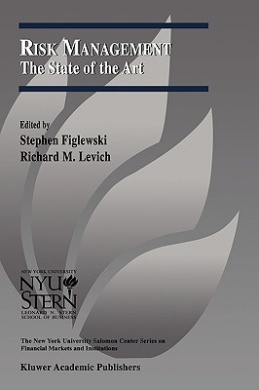 RISK MANAGEMENT
The State of the Art
Edited by
Stephen Figlewski
Richard M. Levich
NEW YORK UNIVERSITY
NYU
STERN
LEONARD N. STERN
SCHOOL OF BUSINESS
The New York University Salomon Center Series on
Financial Markets and Institutions
Kluwer Academic Publishers